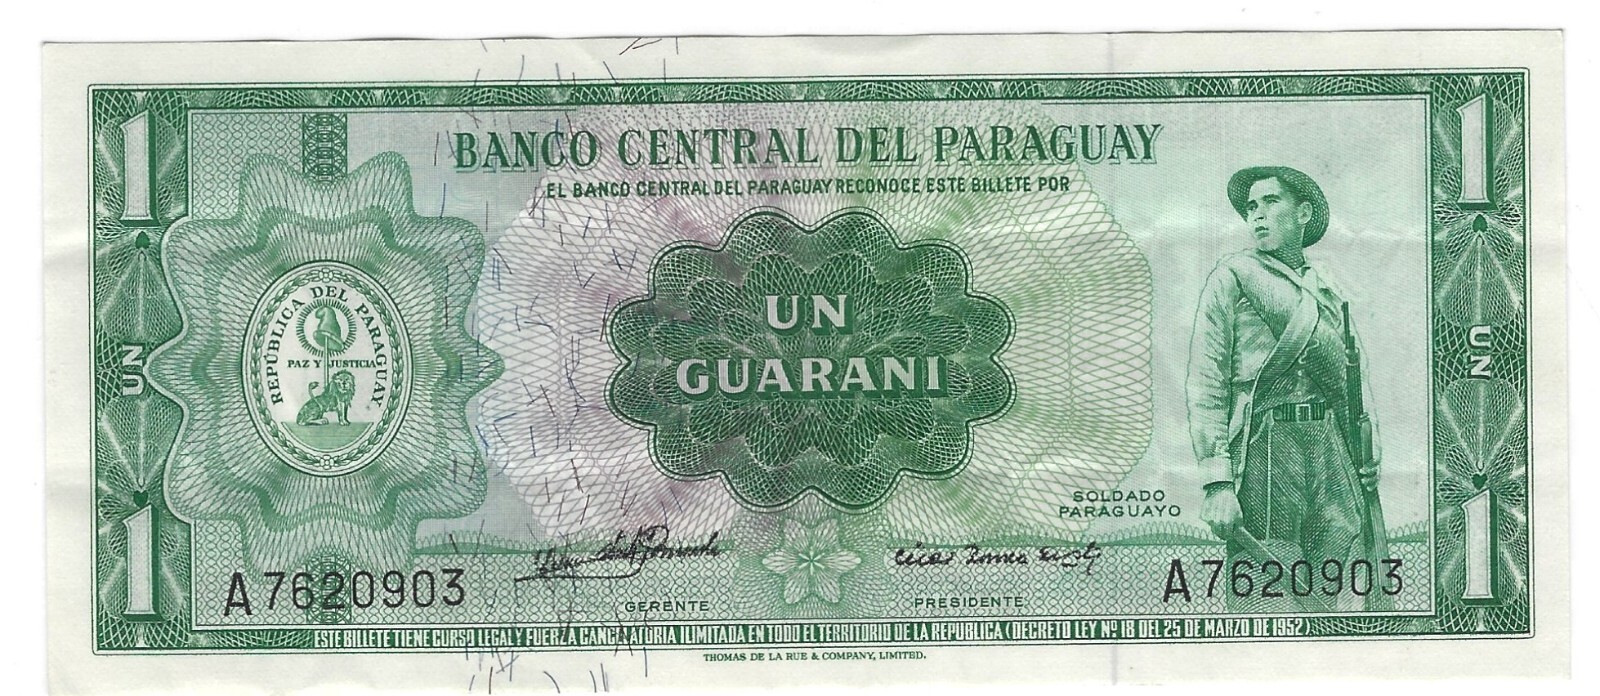 1
1
BANCO CENTRAL DEL PARAGUAY
EL BANCO CENTRAL DEL PARAGUAY RECONOCE ESTE BILLETE POR
REPÚBLICA DEL PARAGUAY
PAZ Y JUSTICIA
UN
GUARANI
UN
UN
SOLDADO
PARAGUAYO
1
1
A7620903
GERENTE
PRESIDENTE
A7620903
ESTE BILLETE TIENE CURSO LEGAL Y FUERZA CANCELATORIA ILIMITADA EN TODO EL TERRITORIO DE LA REPUBLICA (DECRETO LEY Nº 18 DEL 25 DE MARZO DE 1952)
THOMAS DE LA RUE & COMPANY, LIMITED.